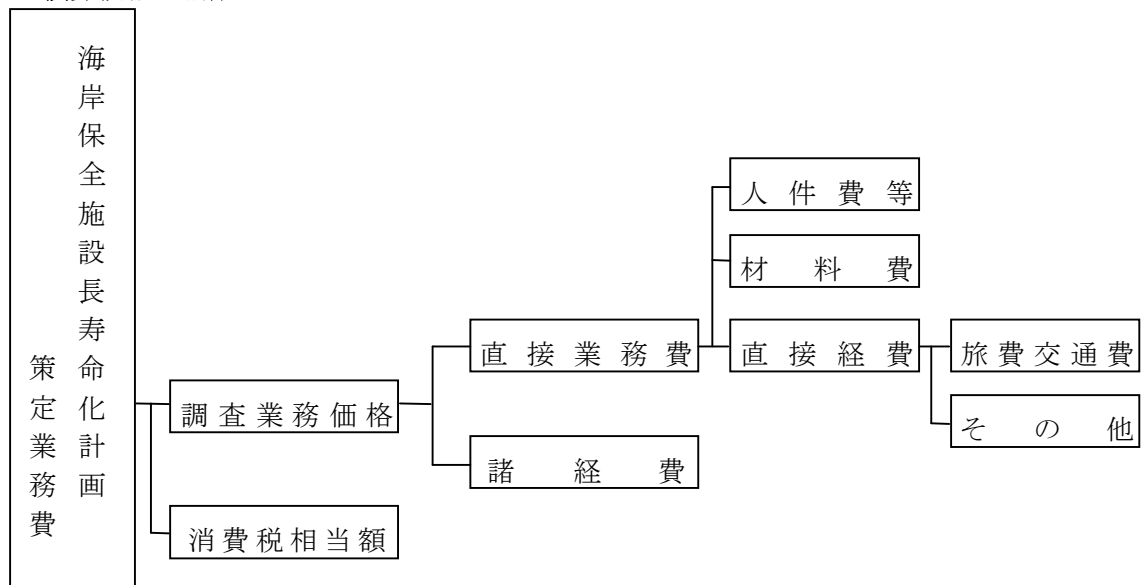 海岸保全施設長寿命化計画
策定業務費
調査業務価格
消費税相当額
直接業務費
諸経費
人件費等
材料費
直接経費
旅費交通費
その他